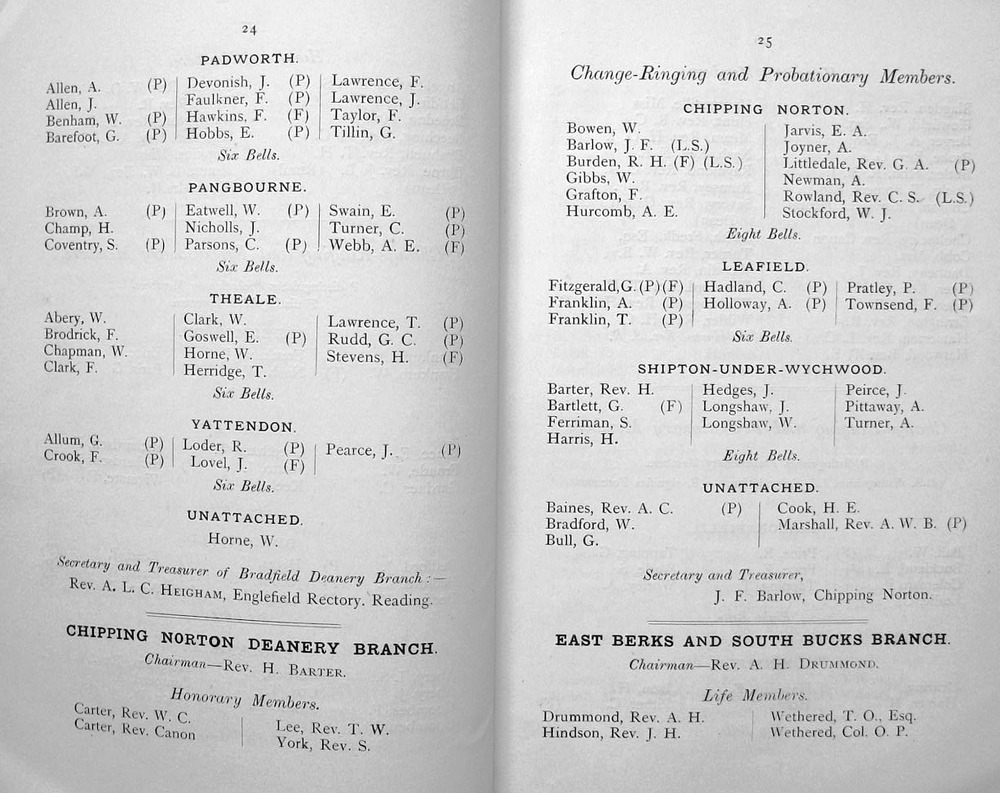 24
PADWORTH.
Allen, A. (P) Devonish, J. (P) Lawrence, F.
Allen, J. Faulkner, F. (P) Lawrence, J.
Benham, W. (P) Hawkins, F. (F) Taylor, F.
Barefoot, G. (P) Hobbs, E. (P) Tillin, G.
Six Bells.
PANGBOURNE.
Brown, A. (P) Eatwell, W. (P) Swain, E. (P)
Champ, H. Nicholls, J. Turner, C. (P)
Coventry, S. (P) Parsons, C. (P) Webb, A. E. (F)
Six Bells.
THEALE.
Abery, W. Clark, W. Lawrence, T. (P)
Brodrick, F. Goswell, E. (P) Rudd, G. C. (P)
Chapman, W. Horne, W. Stevens, H. (F)
Clark, F. Herridge, T.
Six Bells.
YATTENDON.
Allum, G. (P) Loder, R. (P) Pearce, J. (P)
Crook, F. (P) Lovel, J. (F)
Six Bells.
UNATTACHED.
Horne, W.
Secretary and Treasurer of Bradfield Deanery Branch:—
Rev. A. L. C. HEIGHAM, Englefield Rectory. Reading.
CHIPPING NORTON DEANERY BRANCH.
Chairman—Rev. H. BARTER.
Honorary Members.
Carter, Rev. W. C. Lee, Rev. T. W.
Carter, Rev. Canon York, Rev. S.
25
Change-Ringing and Probationary Members.
CHIPPING NORTON.
Bowen, W. Jarvis, E. A.
Barlow, J. F. (L.S.) Joyner, A.
Burden, R. H. (F) (L.S.) Littledale, Rev. G. A. (P)
Gibbs, W. Newman, A.
Grafton, F. Rowland, Rev. C. S. (L.S.)
Hurcomb, A. E. Stockford, W. J.
Eight Bells.
LEAFIELD.
Fitzgerald, G. (P)(F) Hadland, C. (P) Pratley, P. (P)
Franklin, A. (P) Holloway, A. (P) Townsend, F. (P)
Franklin, T. (P)
Six Bells.
SHIPTON-UNDER-WYCHWOOD.
Barter, Rev. H. Hedges, J. Peirce, J.
Bartlett, G. (F) Longshaw, J. Pittaway, A.
Ferriman, S. Longshaw, W. Turner, A.
Harris, H.
Eight Bells.
UNATTACHED.
Baines, Rev. A. C. (P) Cook, H. E.
Bradford, W. Marshall, Rev. A. W. B. (P)
Bull, G.
Secretary and Treasurer,
J. F. Barlow, Chipping Norton.
EAST BERKS AND SOUTH BUCKS BRANCH.
Chairman—Rev. A. H. DRUMMOND.
Life Members.
Drummond, Rev. A. H. Wethered, T. O., Esq.
Hindson, Rev. J. H. Wethered, Col. O. P.